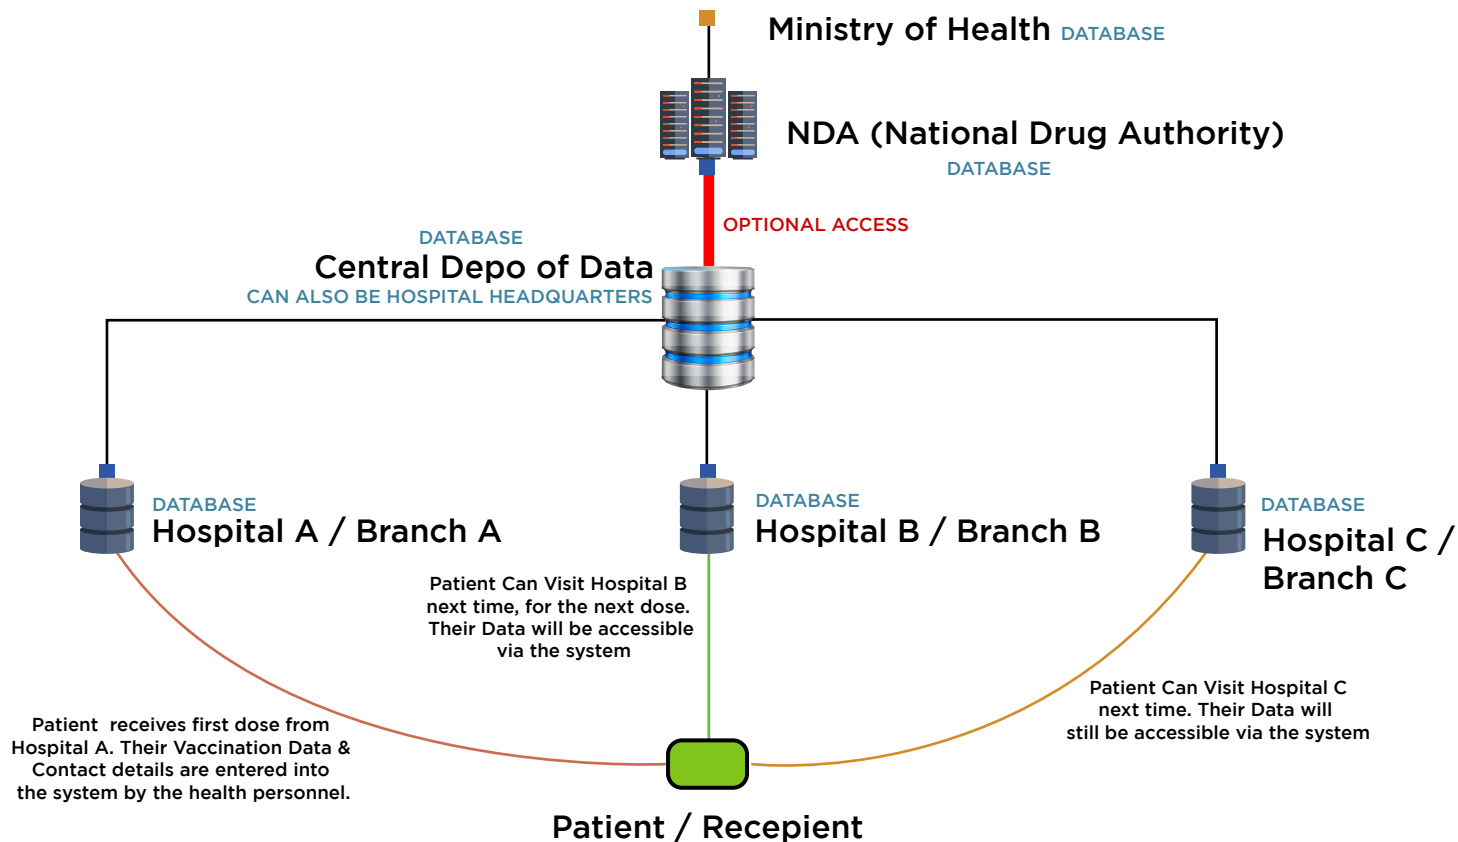 Ministry of Health DATABASE
NDA (National Drug Authority)
DATABASE
OPTIONAL ACCESS
DATABASE
Central Depo of Data
CAN ALSO BE HOSPITAL HEADQUARTERS
DATABASE
Hospital A / Branch A
DATABASE
Hospital B / Branch B
DATABASE
Hospital C /
Branch C
Patient Can Visit Hospital B
next time, for the next dose.
Their Data will be accessible
via the system
Patient Can Visit Hospital C
next time. Their Data will
still be accessible via the system
Patient receives first dose from
Hospital A. Their Vaccination Data &
Contact details are entered into
the system by the health personnel.
Patient / Recepient